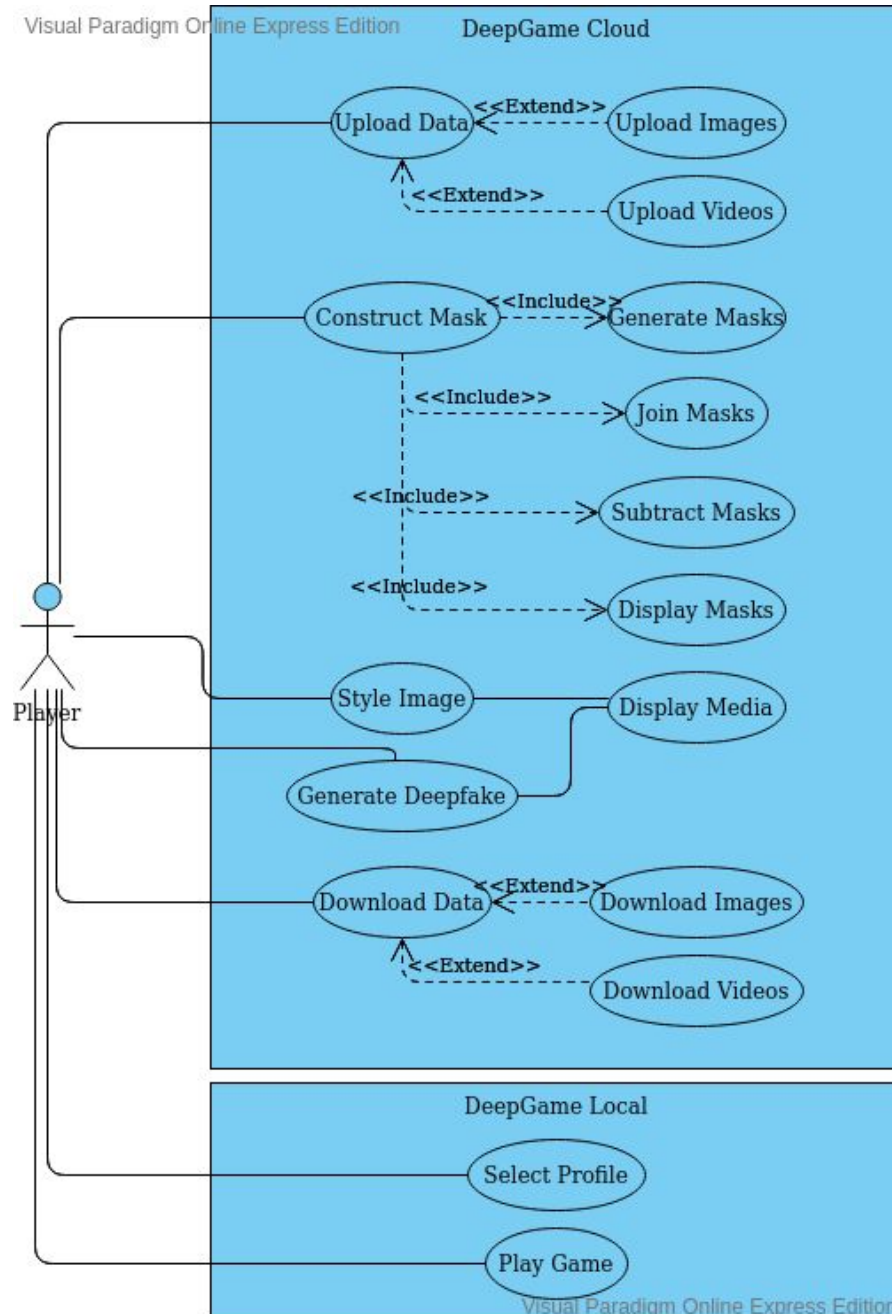 Visual Paradigm Online Express Edition
DeepGame Cloud
<<Extend>>
Upload Data
Upload Images
<<Extend>>
Upload Videos
<<Include>>
Construct Mask
Generate Masks
<<Include>>
Join Masks
<<Include>>
Subtract Masks
<<Include>>
Display Masks
Player
Style Image
Display Media
Generate Deepfake
<<Extend>>
Download Data
Download Images
<<Extend>>
Download Videos
DeepGame Local
Select Profile
Play Game
Visual Paradigm Online Express Edition